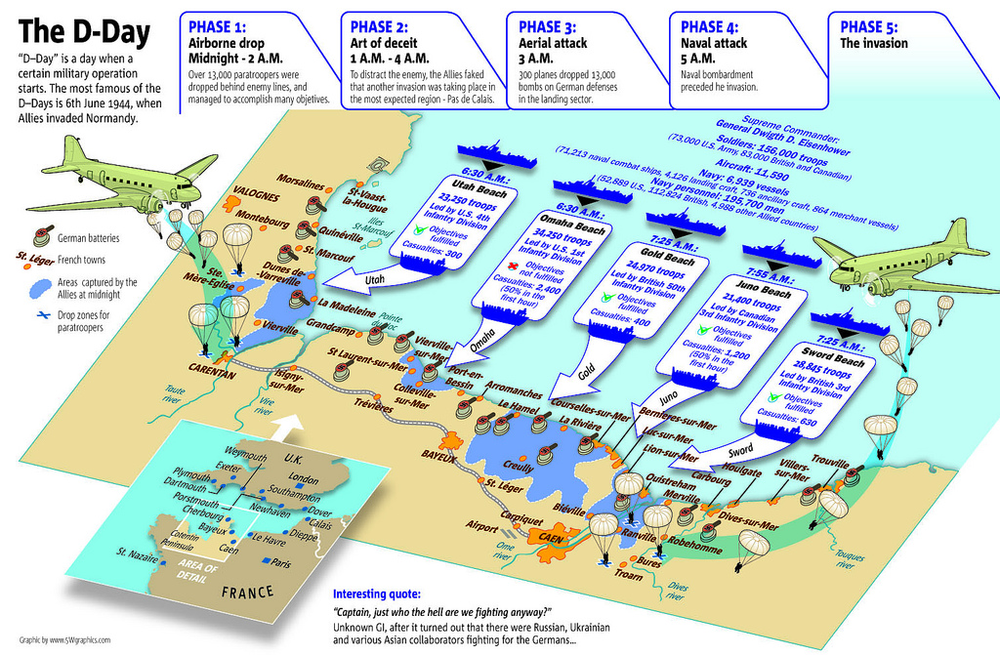 The D-Day
“D–Day” is a day when a
certain military operation
starts. The most famous of the
D–Days is 6th June 1944, when
Allies invaded Normandy.
PHASE 1:
Airborne drop
Midnight - 2 A.M.
Over 13,000 paratroopers were
dropped behind enemy lines, and
managed to accomplish many objectives.
PHASE 2:
Art of deceit
1 A.M. - 4 A.M.
To distract the enemy, the Allies faked
that another invasion was taking place in
the most expected region - Pas de Calais.
PHASE 3:
Aerial attack
3 A.M.
300 planes dropped 13,000
bombs on German defenses
in the landing sector.
PHASE 4:
Naval attack
5 A.M.
Naval bombardment
preceded he invasion.
PHASE 5:
The invasion
Supreme Commander:
General Dwigth D. Eisenhower
Soldiers: 156,000 troops
(73,000 U.S. Army, 83,000 British and Canadian)
Aircraft: 11,590
Navy: 6,939 vessels
(71,213 naval combat ships, 4,126 landing craft, 736 ancillary craft, 864 merchant vessels)
Navy personnel: 195,700 men
(52,889 U.S., 112,824 British, 4,988 other Allied countries)
German batteries
St. Léger
French towns
Areas captured by the
Allies at midnight
Drop zones for
paratroopers
6:30 A.M.:
Utah Beach
23,250 troops
Led by U.S. 4th
Infantry Division
Objectives
fulfilled
Casualties: 300
Utah
6:30 A.M.:
Omaha Beach
34,250 troops
Led by U.S. 1st
Infantry Division
Objectives
not fulfilled
Casualties: 2,400
(50% in the
first hour)
Omaha
7:25 A.M.:
Gold Beach
24,970 troops
Led by British 50th
Infantry Division
Objectives
fulfilled
Casualties: 400
Gold
7:55 A.M.:
Juno Beach
21,400 troops
Led by Canadian
3rd Infantry Division
Objectives
fulfilled
Casualties: 1,200
(50% in the
first hour)
Juno
7:25 A.M.:
Sword Beach
28,845 troops
Led by British 3rd
Infantry Division
Objectives
fulfilled
Casualties: 630
Sword
Morsalines
St-Vaast-
la-Hougue
VALOGNES
Montebourg
Quinéville
Illes
St-Marcouf
St. Marcouf
Ste.
Mère-Eglise
Dunes de
Varreville
La Madeleine
Vierville
Grandcamp
Pointe
du Hoc
CARENTAN
Isigny-
sur-Mer
St Laurent-sur-Mer
Vierville-
sur-Mer
Colleville-
sur-Mer
Port-en-
Bessin
Trévières
Taute
river
Vire
river
Arromanches
Le Hamel
La Rivière
Courselles-sur-Mer
Bernières-sur-Mer
Luc-sur-Mer
Lion-sur-Mer
BAYEUX
Creully
St. Léger
Carpiquet
Airport
CAEN
Orne
river
Biéville
Ouistreham
Merville
Carbourg
Houlgate
Villers-
sur-Mer
Trouville
Dives-sur-Mer
Ranville
Robehomme
Bures
Troarn
Dives
river
Touques
river
Weymouth
U.K.
Exeter
London
Plymouth
Dartmouth
Southampton
Portsmouth
Newhaven
Dover
Cherbourg
Calais
Bayeux
Dieppe
Cotentin
Peninsula
Le Havre
Caen
St. Nazaire
AREA OF
DETAIL
Paris
FRANCE
Interesting quote:
“Captain, just who the hell are we fighting anyway?”
Unknown GI, after it turned out that there were Russian, Ukrainian
and various Asian collaborators fighting for the Germans...
Graphic by www.5Wgraphics.com